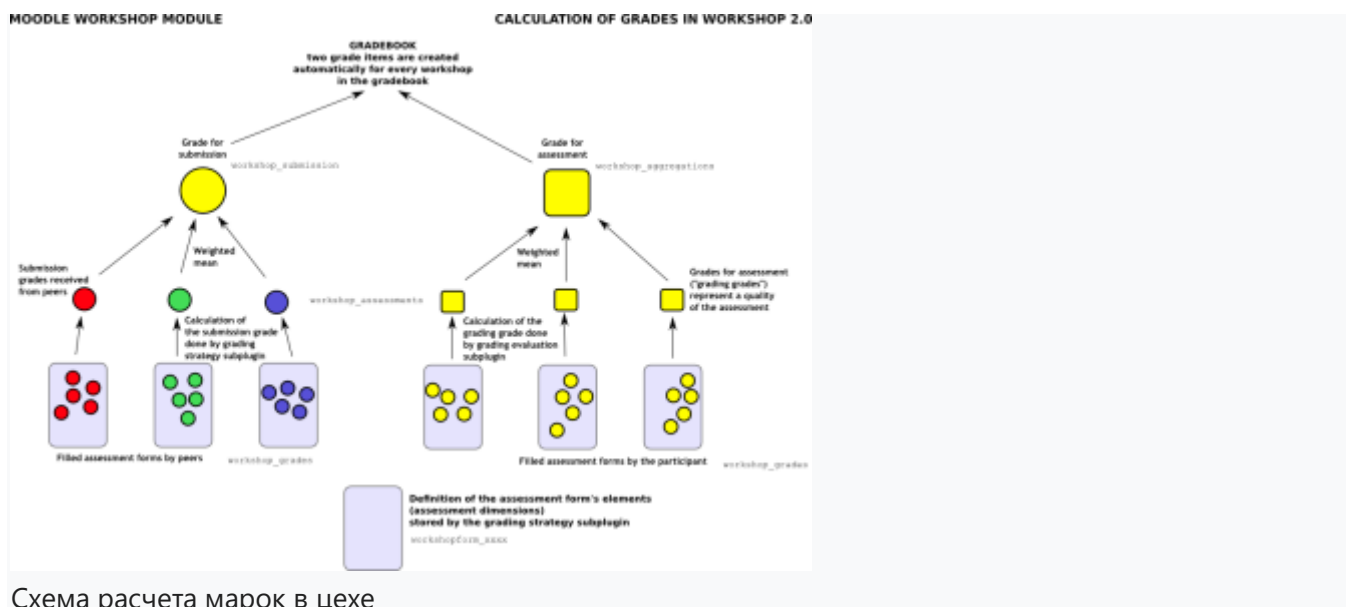 MOODLE WORKSHOP MODULE
CALCULATION OF GRADES IN WORKSHOP 2.0
GRADEBOOK
two grade items are created
automatically for every workshop
in the gradebook
Grade for
submission
workshop_submission
Grade for
assessment
workshop_aggregations
Weighted
mean
Weighted
mean
Submission
grades received
from peers
workshop_assessments
Grades for assessment
("grading grades")
represent a quality
of the assessment
Calculation of
the submission grade
done by grading
strategy subplugin
Calculation of the
grading grade done
by grading evaluation
subplugin
Filled assessment forms by peers
workshop_grades
Filled assessment forms by the participant
workshop_grades
Definition of the assessment form's elements
(assessment dimensions)
stored by the grading strategy subplugin
workshopform_xxxx
Схема расчета марок в цехе